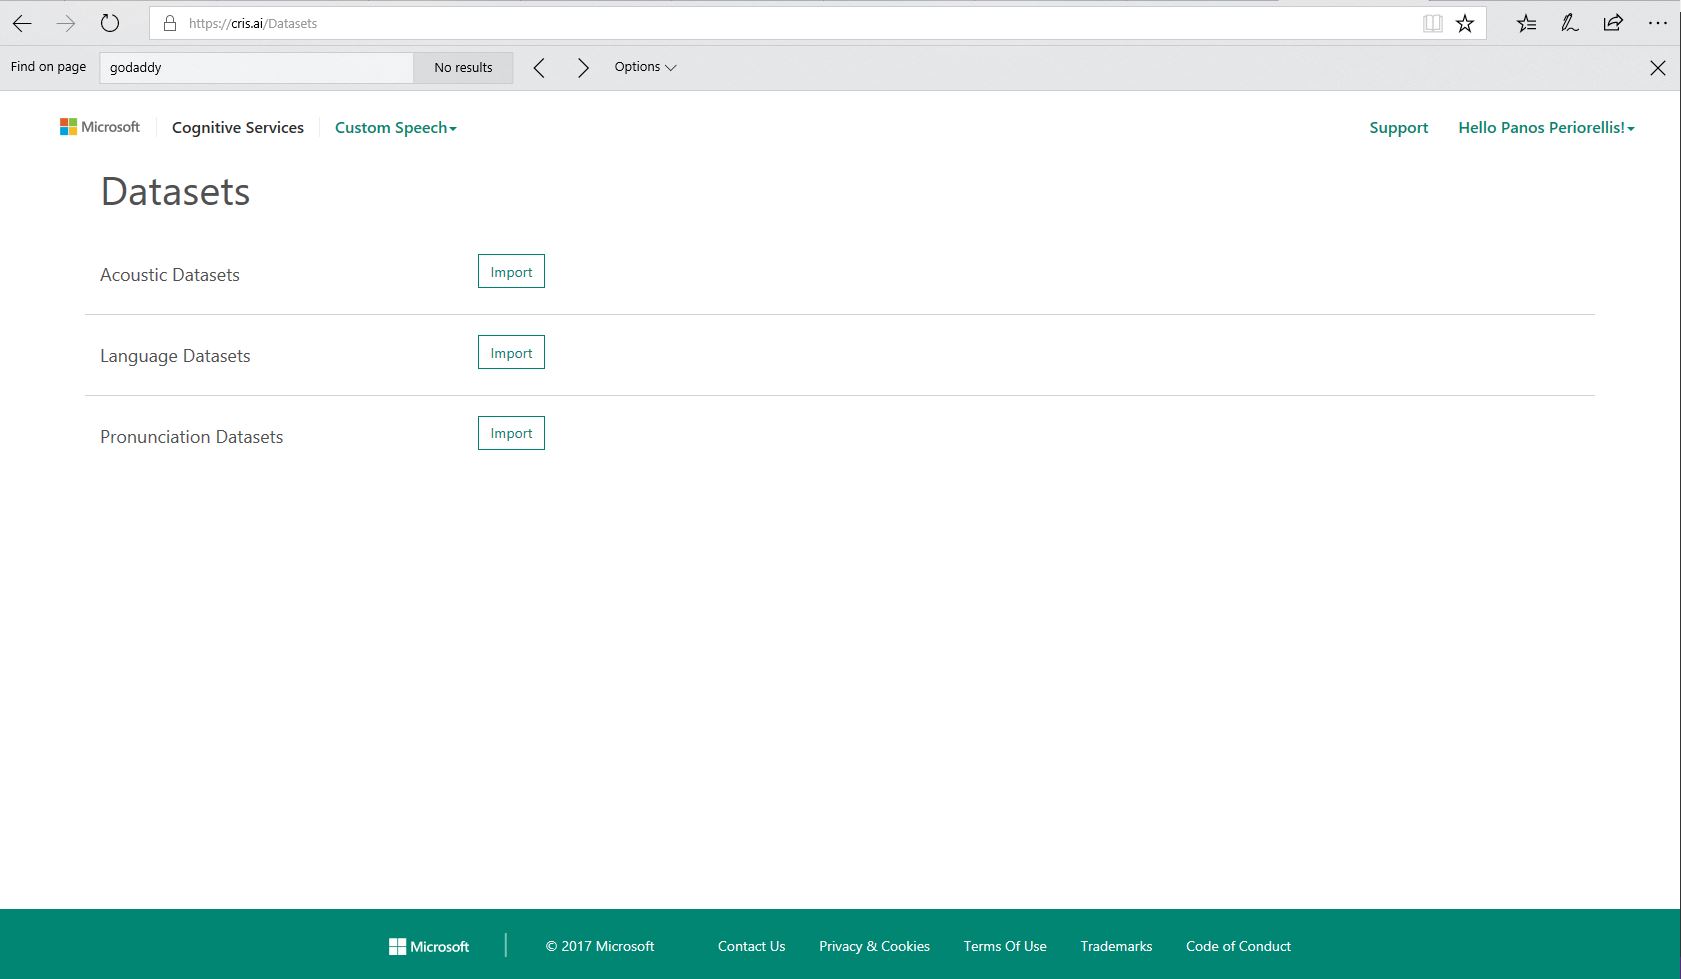 https://cris.ai/Datasets
Find on page godaddy No results Options
Microsoft Cognitive Services Custom Speech Support Hello Panos Periorellis!
Datasets
Acoustic Datasets Import
Language Datasets Import
Pronunciation Datasets Import
Microsoft © 2017 Microsoft Contact Us Privacy & Cookies Terms Of Use Trademarks Code of Conduct